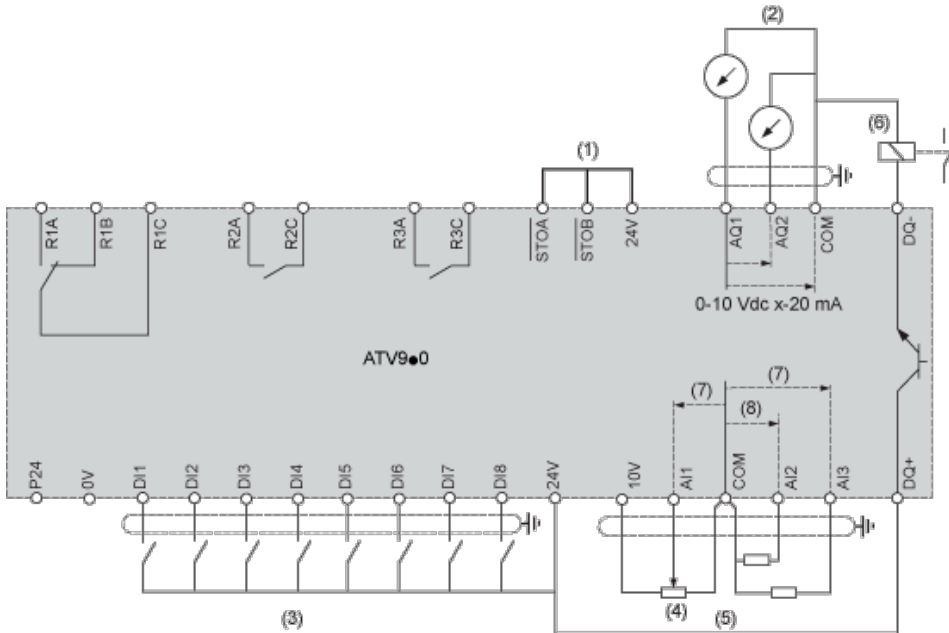 (2)
(6)
(1)
R1A
R1B
R1C
R2A
R2C
R3A
R3C
STOA
STOB
24V
AQ1
AQ2
COM
DQ-
0-10 Vdc x-20 mA
ATV9●0
(7)
(7)
(8)
P24
0V
DI1
DI2
DI3
DI4
DI5
DI6
DI7
DI8
24V
10V
AI1
COM
AI2
AI3
DQ+
(3)
(4)
(5)